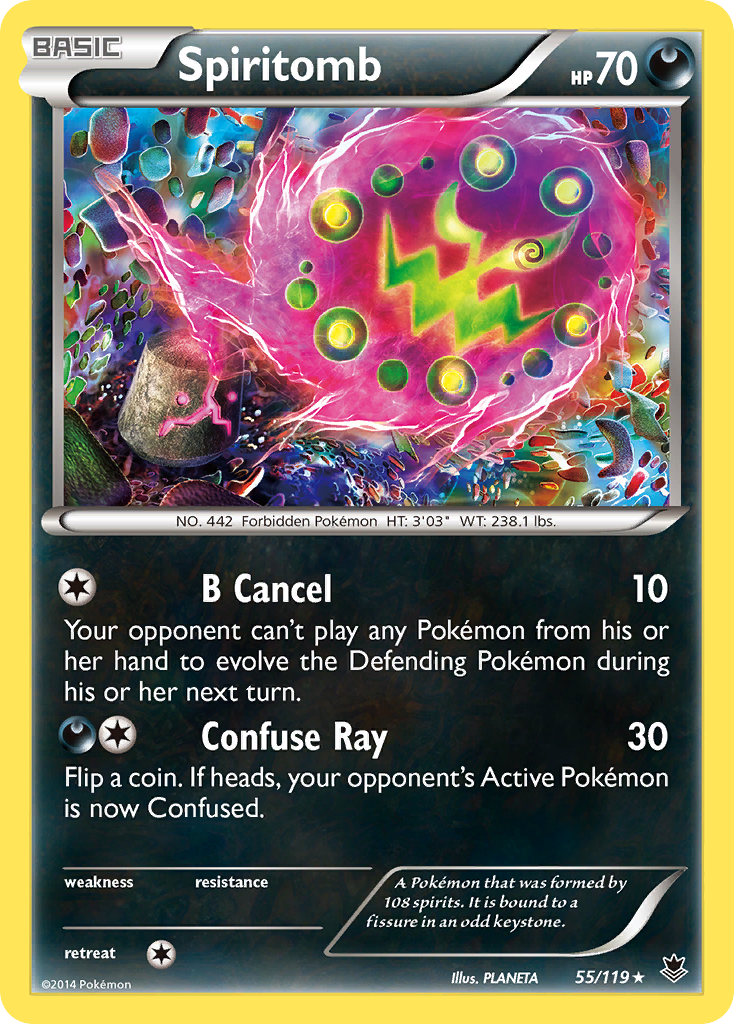 BASIC
Spiritomb
HP70
NO. 442 Forbidden Pokémon HT: 3'03" WT: 238.1 lbs.
B Cancel 10
Your opponent can't play any Pokémon from his or
her hand to evolve the Defending Pokémon during
his or her next turn.
Confuse Ray 30
Flip a coin. If heads, your opponent's Active Pokémon
is now Confused.
weakness resistance
A Pokémon that was formed by
108 spirits. It is bound to a
fissure in an odd keystone.
retreat
©2014 Pokémon
Illus. PLANETA 55/119 ★